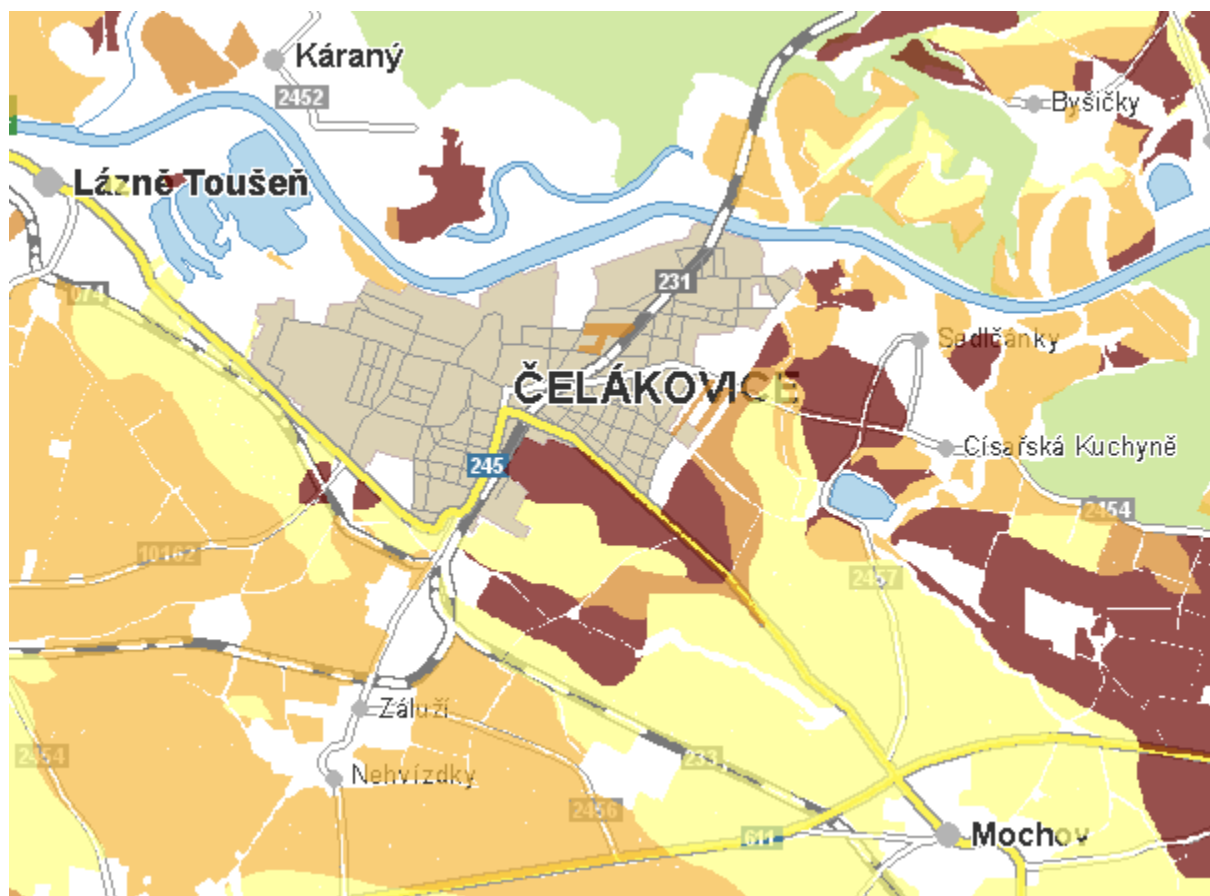 Káraný
2452
Byšičky
Lázně Toušeň
231
074
Sedlčánky
ČELÁKOVICE
245
Císařská Kuchyně
2454
10162
2457
Záluží
2454
233
Nehvízdky
2456
611
Mochov